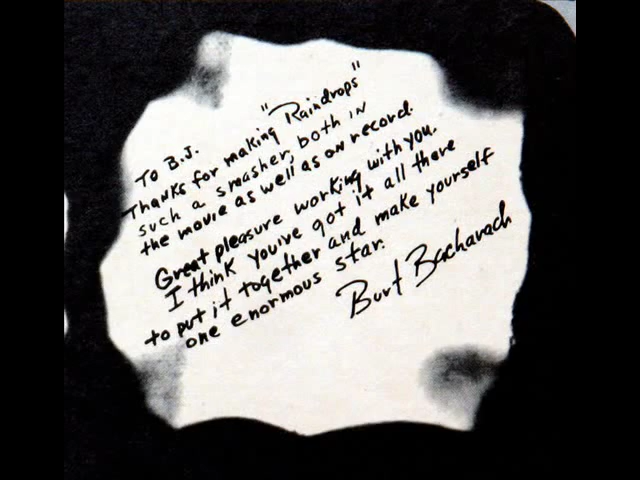 To B.J.
Thanks for making "Raindrops"
such a smasher, both in
the movie as well as on record.
Great pleasure working with you.
I think you've got it all there
to put it together and make yourself
one enormous star.
Burt Bacharach